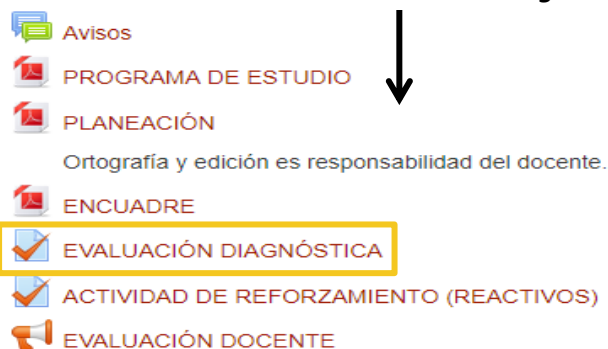 Avisos
PROGRAMA DE ESTUDIO
PLANEACIÓN
Ortografía y edición es responsabilidad del docente.
ENCUADRE
EVALUACIÓN DIAGNÓSTICA
ACTIVIDAD DE REFORZAMIENTO (REACTIVOS)
EVALUACIÓN DOCENTE